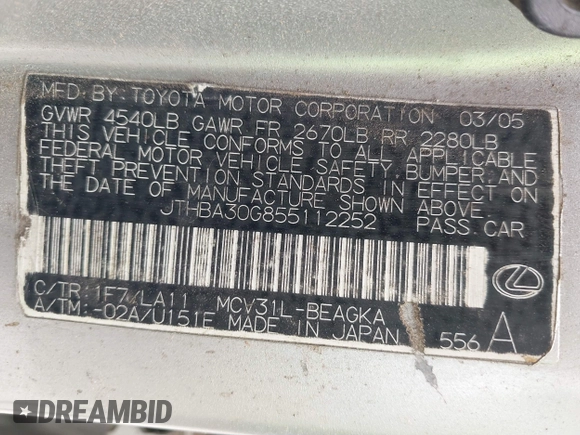 MFD. BY: TOYOTA MOTOR CORPORATION 03/05
GVWR 4540LB GAWR FR 2670LB RR 2280LB
THIS VEHICLE CONFORMS TO ALL APPLICABLE
FEDERAL MOTOR VEHICLE SAFETY, BUMPER, AND
THEFT PREVENTION STANDARDS IN EFFECT ON
THE DATE OF MANUFACTURE SHOWN ABOVE.
JTHBA30G855112252 PASS. CAR
C/TR: 1F7/LA11 MCV31L-BEAGKA
A/TM:-02A/U151E MADE IN JAPAN 556 A
DREAMBID